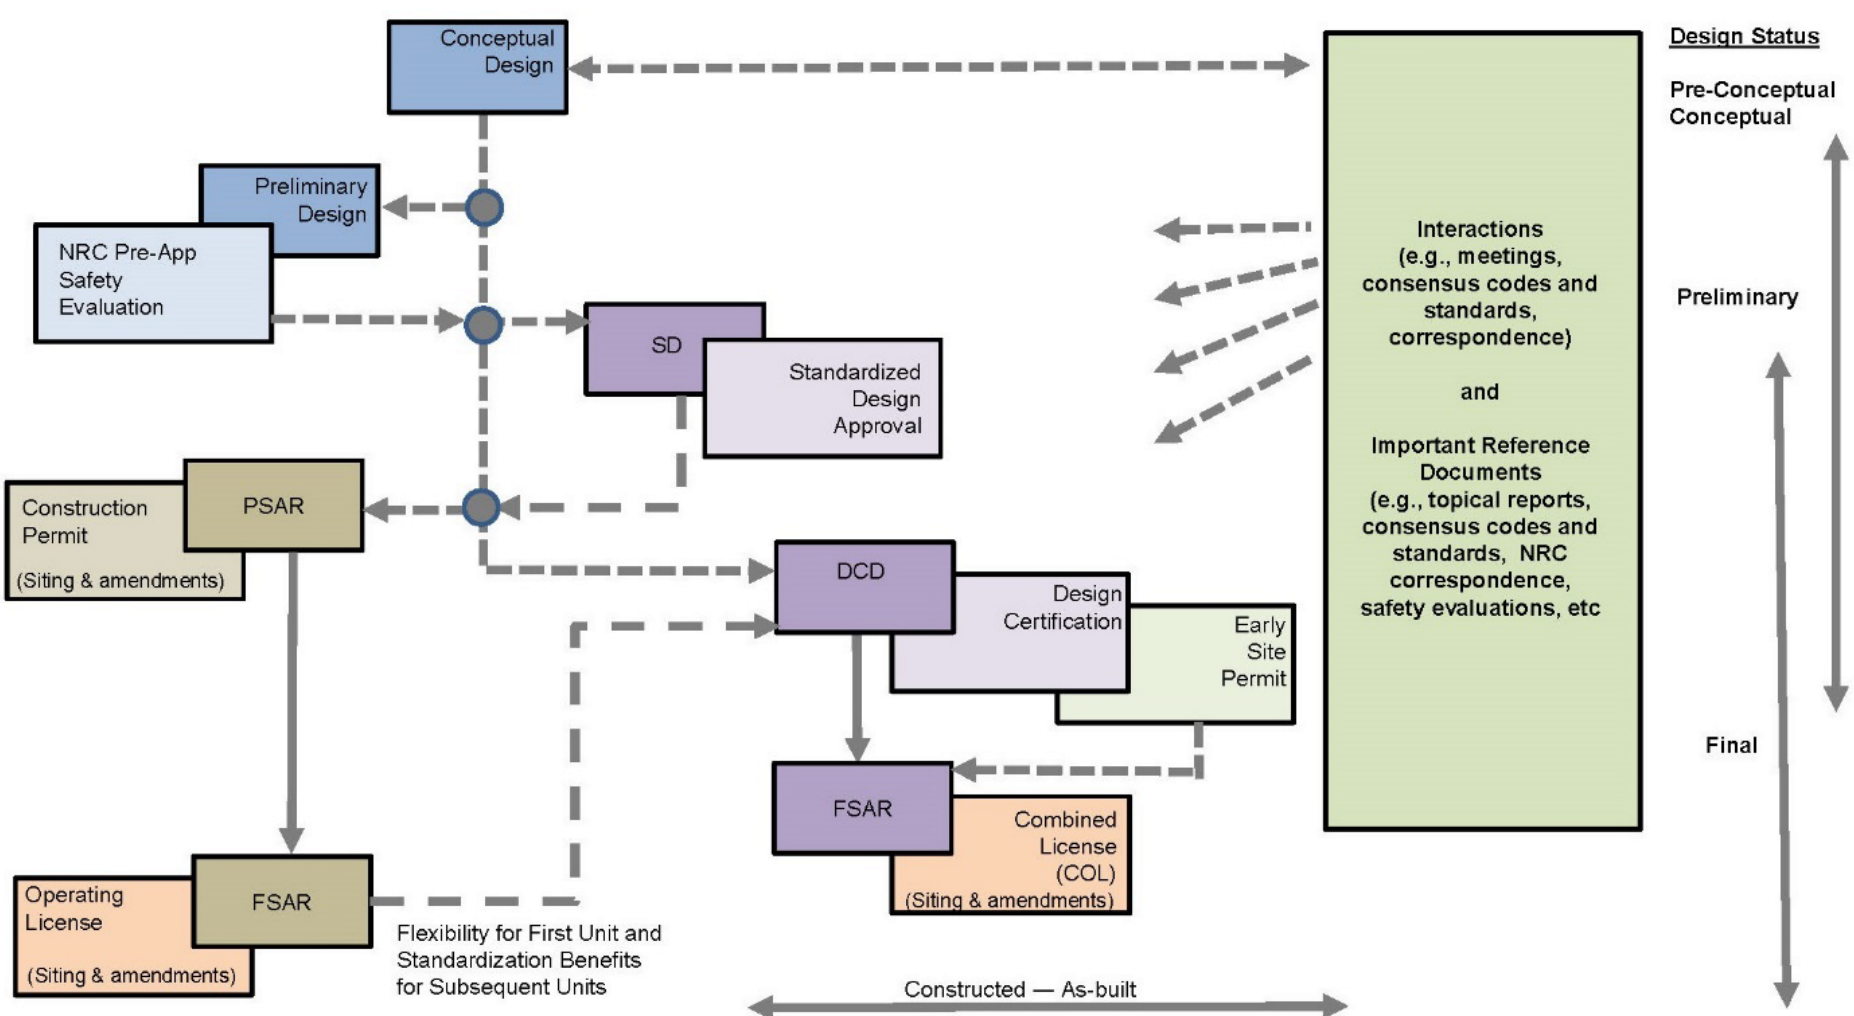 Conceptual
Design
Preliminary
Design
NRC Pre-App
Safety
Evaluation
SD
Standardized
Design
Approval
PSAR
Construction
Permit
(Siting & amendments)
DCD
Design
Certification
Early
Site
Permit
FSAR
Combined
License
(COL)
(Siting & amendments)
FSAR
Operating
License
(Siting & amendments)
Flexibility for First Unit and
Standardization Benefits
for Subsequent Units
Constructed — As-built
Interactions
(e.g., meetings,
consensus codes and
standards,
correspondence)
and
Important Reference
Documents
(e.g., topical reports,
consensus codes and
standards, NRC
correspondence,
safety evaluations, etc
Design Status
Pre-Conceptual
Conceptual
Preliminary
Final